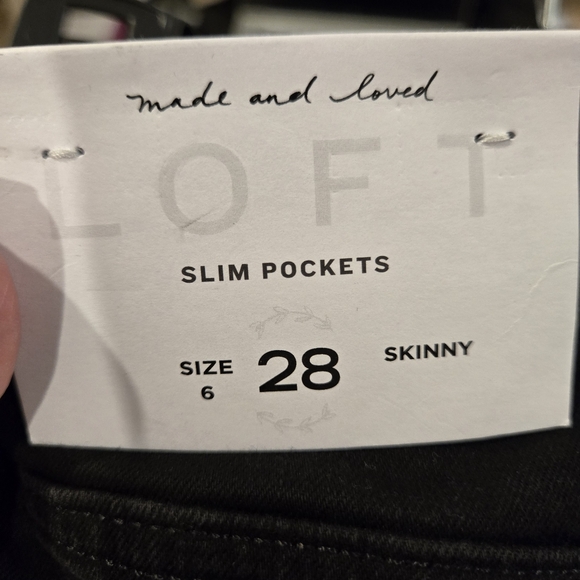 made and loved
LOFT
SLIM POCKETS
SIZE 28 SKINNY
6